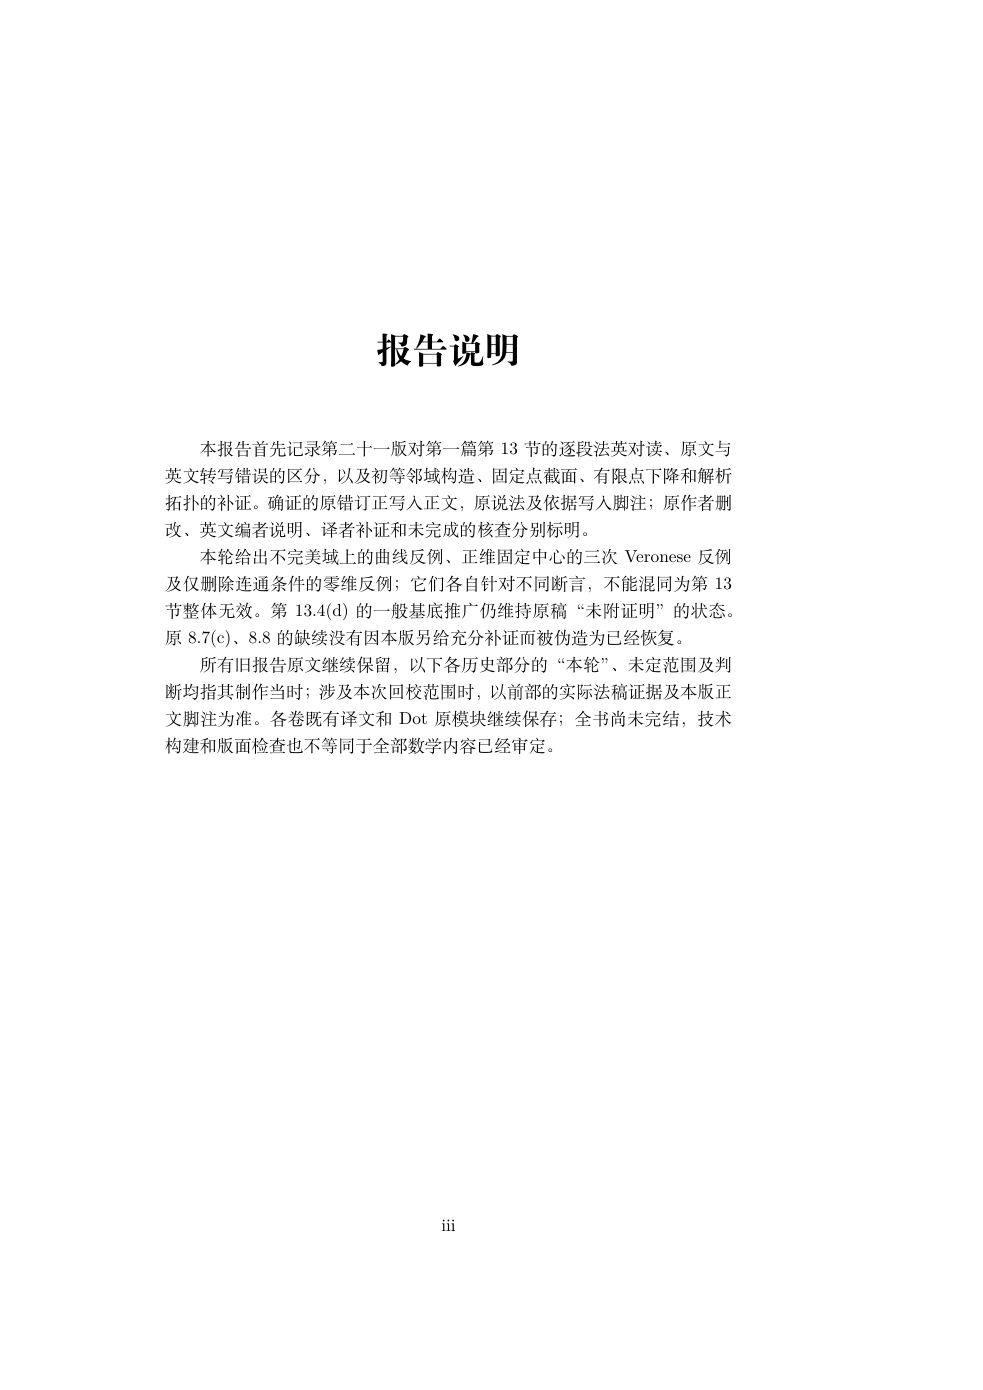 报告说明
本报告首先记录第二十一版对第一篇第 13 节的逐段法英对读、原文与
英文转写错误的区分，以及初等邻域构造、固定点截面、有限点下降和解析
拓扑的补证。确证的原错订正写入正文，原说法及依据写入脚注；原作者删
改、英文编者说明、译者补证和未完成的核查分别标明。
本轮给出不完美域上的曲线反例、正维固定中心的三次 Veronese 反例
及仅删除连通条件的零维反例；它们各自针对不同断言，不能混同为第 13
节整体无效。第 13.4(d) 的一般基底推广仍维持原稿 “未附证明” 的状态。
原 8.7(c)、8.8 的缺续没有因本版另给充分补证而被伪造为已经恢复。
所有旧报告原文继续保留，以下各历史部分的 “本轮”、未定范围及判
断均指其制作当时；涉及本次回校范围时，以前部的实际法稿证据及本版正
文脚注为准。各卷既有译文和 Dot 原模块继续保存；全书尚未完结，技术
构建和版面检查也不等同于全部数学内容已经审定。
iii